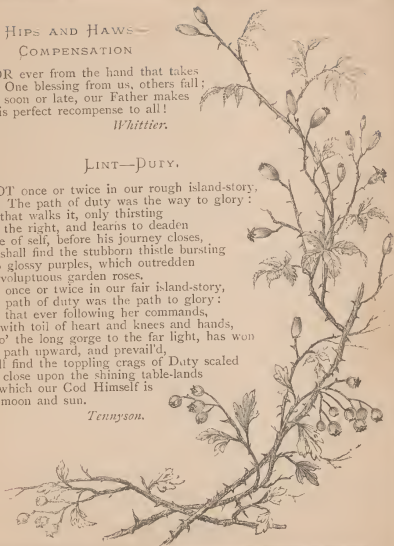 HIPS AND HAWS
COMPENSATION
OR ever from the hand that takes
One blessing from us, others fall;
soon or late, our Father makes
is perfect recompense to all!
Whittier.
LINT—DUTY.
OT once or twice in our rough island-story,
The path of duty was the way to glory:
that walks it, only thirsting
the right, and learns to deaden
e of self, before his journey closes,
shall find the stubborn thistle bursting
glossy purples, which outredden
voluptuous garden roses.
once or twice in our fair island-story,
path of duty was the path to glory:
that ever following her commands,
with toil of heart and knees and hands,
o' the long gorge to the far light, has won
path upward, and prevail'd,
ll find the toppling crags of Duty scaled
close upon the shining table-lands
which our God Himself is
moon and sun.
Tennyson.